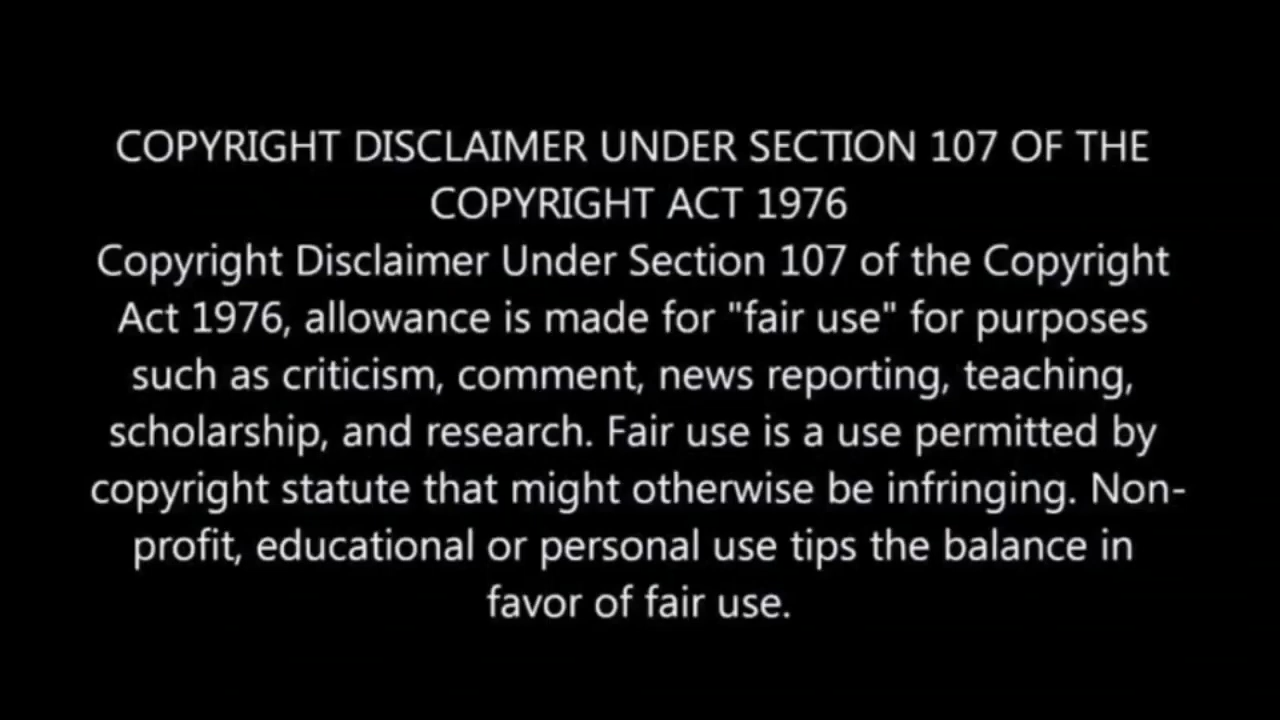 COPYRIGHT DISCLAIMER UNDER SECTION 107 OF THE
COPYRIGHT ACT 1976
Copyright Disclaimer Under Section 107 of the Copyright
Act 1976, allowance is made for "fair use" for purposes
such as criticism, comment, news reporting, teaching,
scholarship, and research. Fair use is a use permitted by
copyright statute that might otherwise be infringing. Non-
profit, educational or personal use tips the balance in
favor of fair use.